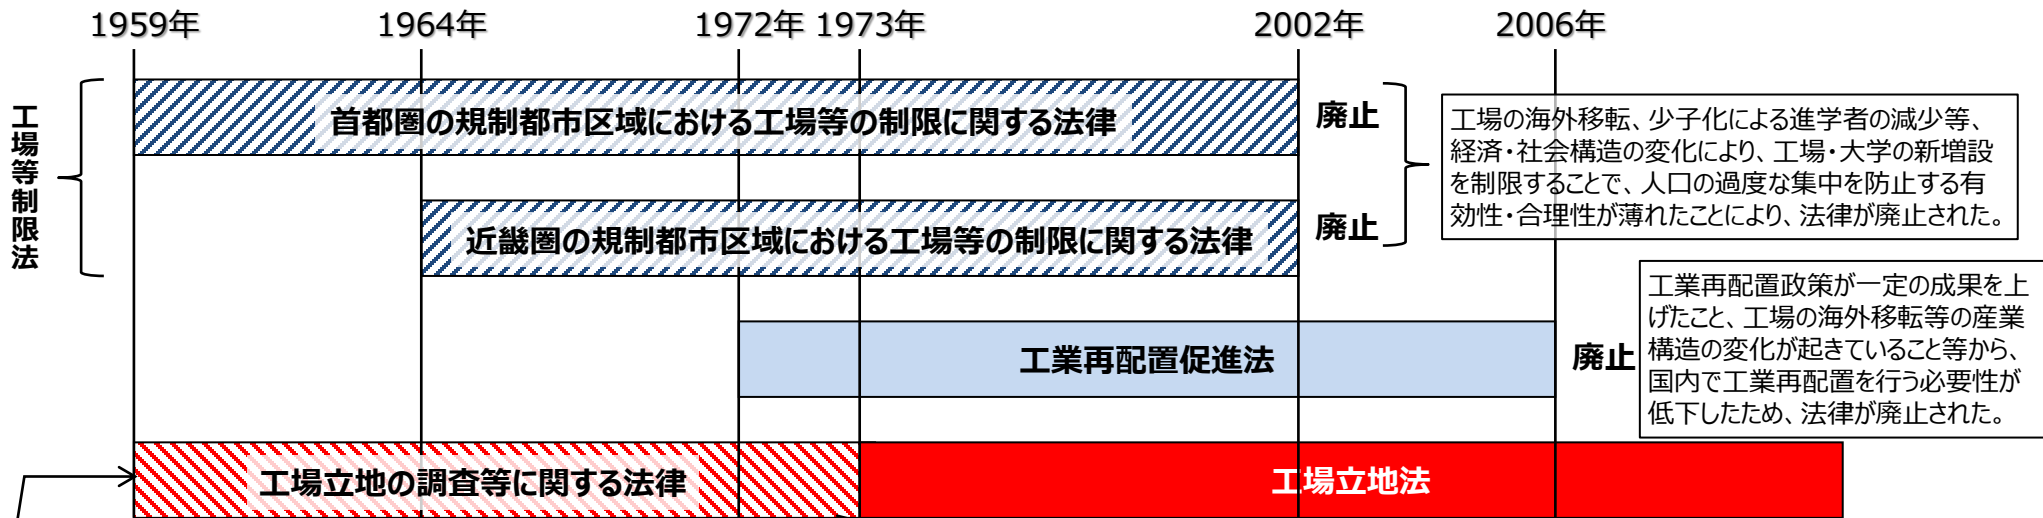 1959年
1964年
1972年
1973年
2002年
2006年
工場等制限法
首都圏の規制都市区域における工場等の制限に関する法律
廃止
工場の海外移転、少子化による進学者の減少等、
経済・社会構造の変化により、工場・大学の新増設
を制限することで、人口の過度な集中を防止する有
効性・合理性が薄れたことにより、法律が廃止された。
近畿圏の規制都市区域における工場等の制限に関する法律
廃止
工業再配置促進法
廃止
工業再配置政策が一定の成果を上
げたこと、工場の海外移転等の産業
構造の変化が起きていること等から、
国内で工業再配置を行う必要性が
低下したため、法律が廃止された。
工場立地の調査等に関する法律
工場立地法